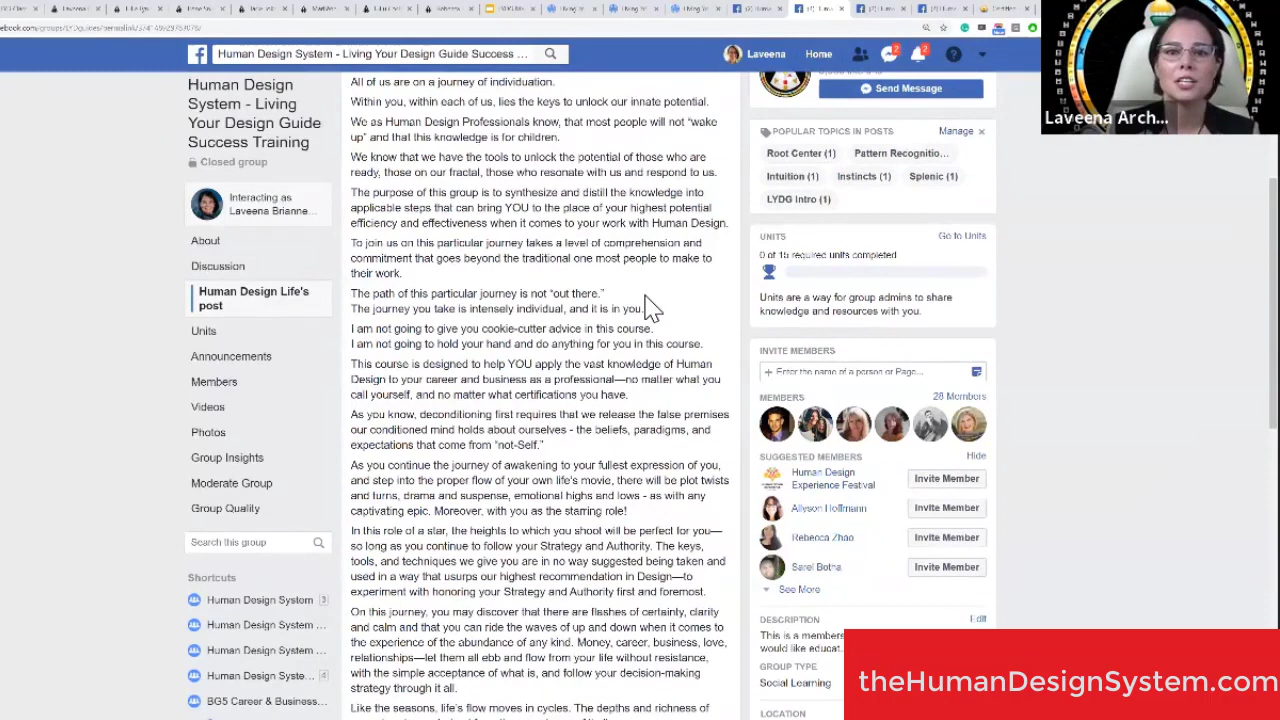 ebook.com/groups/LYDguides/permalink/
Human Design System - Living Your Design Guide Success ...
Laveena
Home
2
2
Human Design
System - Living
Your Design Guide
Success Training
Closed group
Interacting as
Laveena Brianne...
About
Discussion
Human Design Life's
post
Units
Announcements
Members
Videos
Photos
Group Insights
Moderate Group
Group Quality
Search this group
Shortcuts
Human Design System
3
Human Design System ...
Human Design System ...
Human Design Syste...
4
BG5 Career & Business...
All of us are on a journey of individuation.
Within you, within each of us, lies the keys to unlock our innate potential.
We as Human Design Professionals know, that most people will not “wake
up” and that this knowledge is for children.
We know that we have the tools to unlock the potential of those who are
ready, those on our fractal, those who resonate with us and respond to us.
The purpose of this group is to synthesize and distill the knowledge into
applicable steps that can bring YOU to the place of your highest potential
efficiency and effectiveness when it comes to your work with Human Design.
To join us on this particular journey takes a level of comprehension and
commitment that goes beyond the traditional one most people to make to
their work.
The path of this particular journey is not “out there.”
The journey you take is intensely individual, and it is in you.
I am not going to give you cookie-cutter advice in this course.
I am not going to hold your hand and do anything for you in this course.
This course is designed to help YOU apply the vast knowledge of Human
Design to your career and business as a professional—no matter what you
call yourself, and no matter what certifications you have.
As you know, deconditioning first requires that we release the false premises
our conditioned mind holds about ourselves - the beliefs, paradigms, and
expectations that come from “not-Self.”
As you continue the journey of awakening to your fullest expression of you,
and step into the proper flow of your own life's movie, there will be plot twists
and turns, drama and suspense, emotional highs and lows - as with any
captivating epic. Moreover, with you as the starring role!
In this role of a star, the heights to which you shoot will be perfect for you—
so long as you continue to follow your Strategy and Authority. The keys,
tools, and techniques we give you are in no way suggested being taken and
used in a way that usurps our highest recommendation in Design—to
experiment with honoring your Strategy and Authority first and foremost.
On this journey, you may discover that there are flashes of certainty, clarity
and calm and that you can ride the waves of up and down when it comes to
the experience of the abundance of any kind. Money, career, business, love,
relationships—let them all ebb and flow from your life without resistance,
with the simple acceptance of what is, and follow your decision-making
strategy through it all.
Like the seasons, life's flow moves in cycles. The depths and richness of
Send Message
POPULAR TOPICS IN POSTS
Manage
Root Center (1)
Pattern Recognitio...
Intuition (1)
Instincts (1)
Splenic (1)
LYDG Intro (1)
UNITS
Go to Units
0 of 15 required units completed
Units are a way for group admins to share
knowledge and resources with you.
INVITE MEMBERS
+ Enter the name of a person or Page...
MEMBERS
28 Members
SUGGESTED MEMBERS
Hide
Human Design
Experience Festival
Invite Member
Allyson Hoffmann
Invite Member
Rebecca Zhao
Invite Member
Sarel Botha
Invite Member
See More
DESCRIPTION
Edit
This is a members
would like educat..
GROUP TYPE
Social Learning
LOCATION
Laveena Arch...
theHumanDesignSystem.com